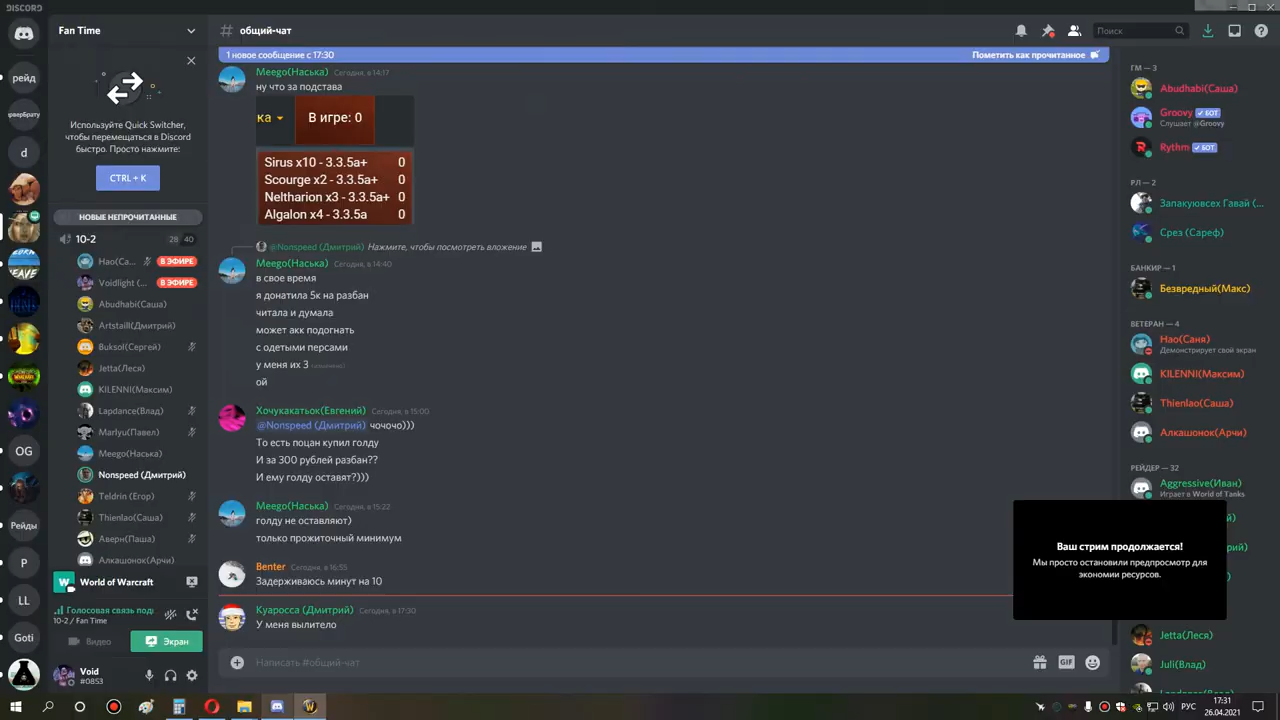 DISCORD
Fan Time
# общий-чат
Поиск
1 новое сообщение с 17:30
Пометить как прочитанное
рейд
d
OG
Рейды
P
LL
Goti
Используйте Quick Switcher,
чтобы перемещаться в Discord
быстро. Просто нажмите:
CTRL + K
НОВЫЕ НЕПРОЧИТАННЫЕ
10-2 28 40
Нао(Са... В ЭФИРЕ
Voidlight (... В ЭФИРЕ
Abudhabi(Саша)
Artstaill(Дмитрий)
Buksol(Сергей)
Jetta(Леся)
KILENNI(Максим)
Lapdance(Влад)
Marlyu(Павел)
Meego(Наська)
Nonspeed (Дмитрий)
Teldrin (Егор)
Thienlao(Саша)
Аверн(Паша)
Алкашонок(Арчи)
World of Warcraft
Голосовая связь подк
10-2 / Fan Time
Видео
Экран
Void
#0853
Meego(Наська) Сегодня, в 14:17
ну что за подстава
ка В игре: 0
Sirus x10 - 3.3.5a+ 0
Scourge x2 - 3.3.5a+ 0
Neltharion x3 - 3.3.5a+ 0
Algalon x4 - 3.3.5a 0
@Nonspeed (Дмитрий) Нажмите, чтобы посмотреть вложение
Meego(Наська) Сегодня, в 14:40
в свое время
я донатила 5к на разбан
читала и думала
может акк подогнать
с одетыми персами
у меня их 3 (изменено)
ой
Хочукакатьок(Евгений) Сегодня, в 15:00
@Nonspeed (Дмитрий) чочочо)))
То есть поцан купил голду
И за 300 рублей разбан??
И ему голду оставят?)))
Meego(Наська) Сегодня, в 15:22
голду не оставляют)
только прожиточный минимум
Benter Сегодня, в 16:55
Задерживаюсь минут на 10
Куаросса (Дмитрий) Сегодня, в 17:30
У меня вылитело
Написать #общий-чат
GIF
ГМ — 3
Abudhabi(Саша)
Groovy БОТ
Слушает @Groovy
Rythm БОТ
РЛ — 2
Запакуювсех Гавай (...
Срез (Сареф)
БАНКИР — 1
Безвредный(Макс)
ВЕТЕРАН — 4
Нао(Саня)
Демонстрирует свой экран
KILENNI(Максим)
Thienlao(Саша)
Алкашонок(Арчи)
РЕЙДЕР — 32
Aggressive(Иван)
Играет в World of Tanks
Ваш стрим продолжается!
Мы просто остановили предпросмотр для
экономии ресурсов.
Jetta(Леся)
Juli(Влад)
Lapdance(Влад)
РУС
17:31
26.04.2021